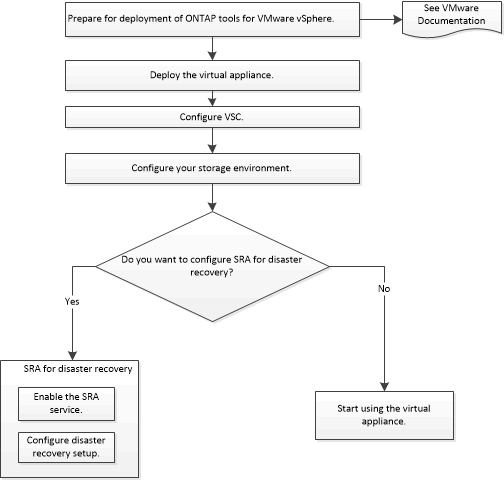 Prepare for deployment of ONTAP tools for VMware vSphere.
See VMware
Documentation
Deploy the virtual appliance.
Configure VSC.
Configure your storage environment.
Do you want to configure SRA for disaster
recovery?
Yes
No
SRA for disaster recovery
Enable the SRA
service.
Configure disaster
recovery setup.
Start using the virtual
appliance.